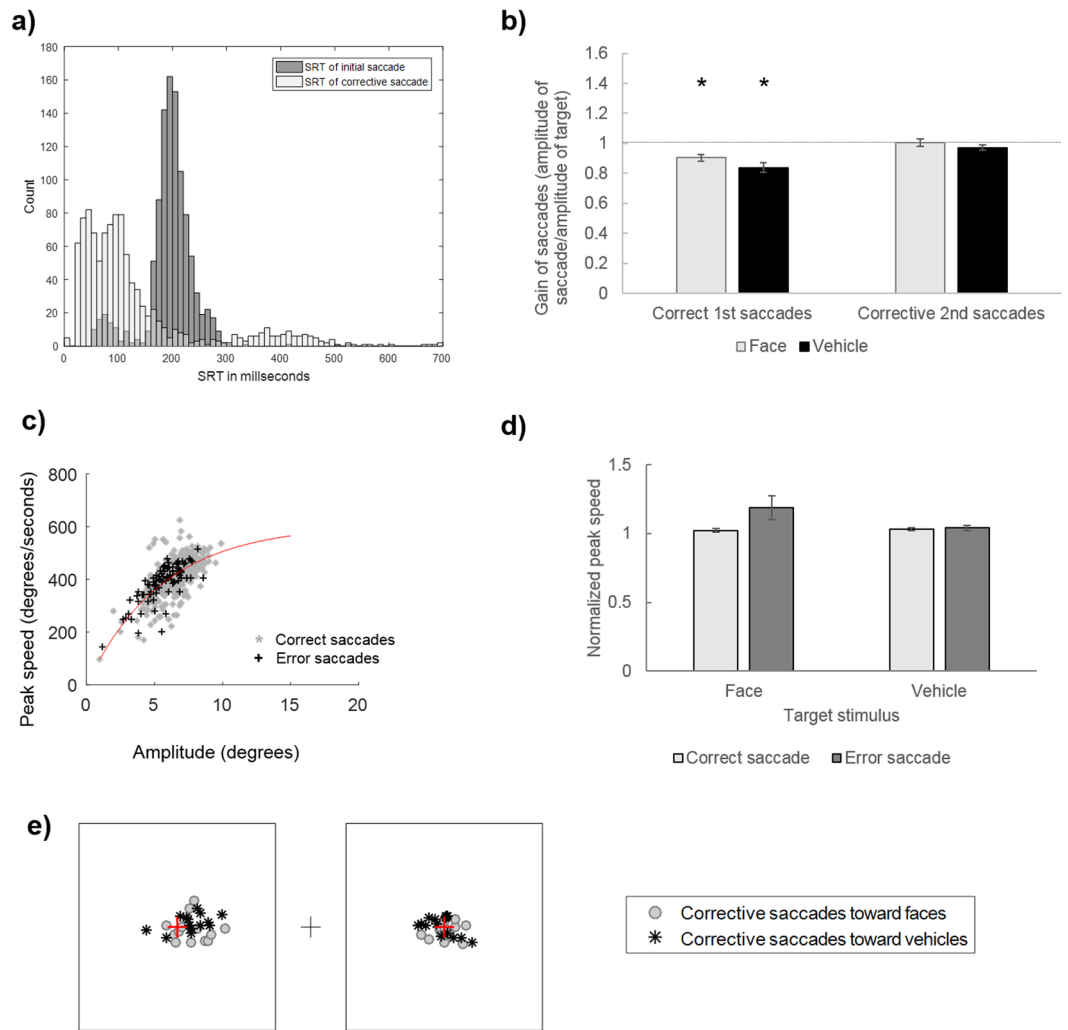 a)
180
160
140
120
100
80
60
40
20
0
Count
SRT of initial saccade
SRT of corrective saccade
0 100 200 300 400 500 600 700
SRT in millseconds
b)
1.6
1.4
1.2
1
0.8
0.6
0.4
0.2
0
Gain of saccades (amplitude of
saccade/amplitude of target)
* *
Correct 1st saccades Corrective 2nd saccades
Face Vehicle
c)
800
600
400
200
0
Peak speed (degrees/seconds)
Correct saccades
Error saccades
0 5 10 15 20
Amplitude (degrees)
d)
1.5
1
0.5
0
Normalized peak speed
Face Vehicle
Target stimulus
Correct saccade Error saccade
e)
Corrective saccades toward faces
Corrective saccades toward vehicles